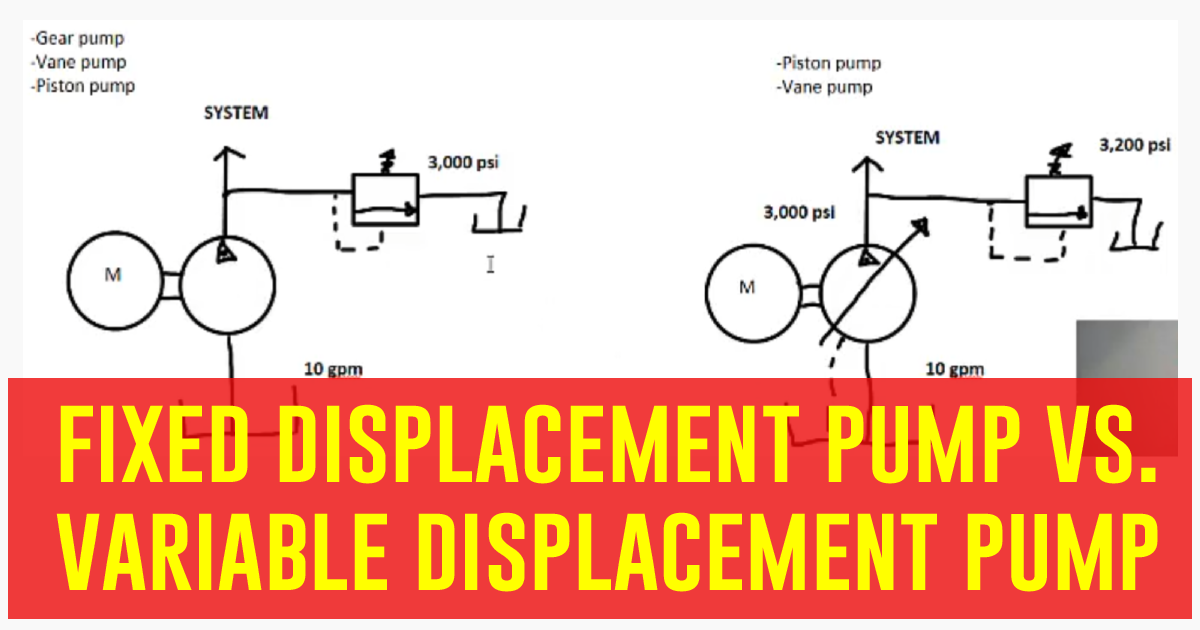 -Gear pump
-Vane pump
-Piston pump
SYSTEM
3,000 psi
M
10 gpm
-Piston pump
-Vane pump
SYSTEM
3,200 psi
3,000 psi
M
10 gpm
FIXED DISPLACEMENT PUMP VS.
VARIABLE DISPLACEMENT PUMP